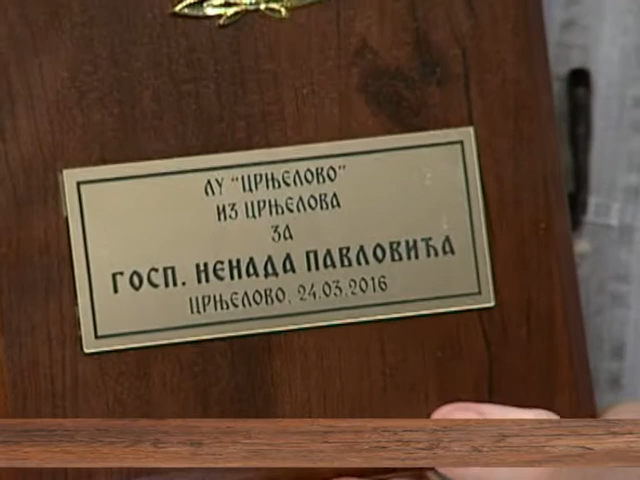 ЛУ "ЦРЊЕЛОВО"
ИЗ ЦРЊЕЛОВА
ЗА
ГОСП. НЕНАДА ПАВЛОВИЋА
ЦРЊЕЛОВО, 24.03.2016